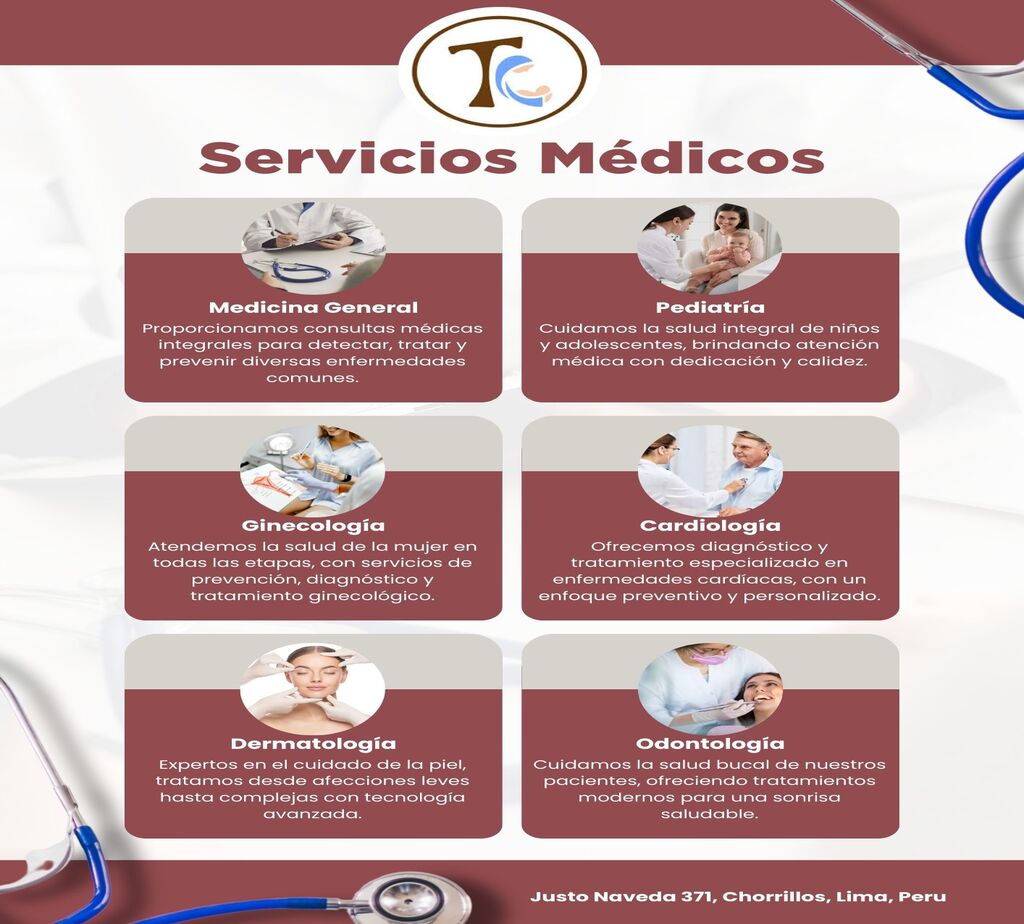 TC
Servicios Médicos
Medicina General
Proporcionamos consultas médicas
integrales para detectar, tratar y
prevenir diversas enfermedades
comunes.
Pediatría
Cuidamos la salud integral de niños
y adolescentes, brindando atención
médica con dedicación y calidez.
Ginecología
Atendemos la salud de la mujer en
todas las etapas, con servicios de
prevención, diagnóstico y
tratamiento ginecológico.
Cardiología
Ofrecemos diagnóstico y
tratamiento especializado en
enfermedades cardíacas, con un
enfoque preventivo y personalizado.
Dermatología
Expertos en el cuidado de la piel,
tratamos desde afecciones leves
hasta complejas con tecnología
avanzada.
Odontología
Cuidamos la salud bucal de nuestros
pacientes, ofreciendo tratamientos
modernos para una sonrisa
saludable.
Justo Naveda 371, Chorrillos, Lima, Peru